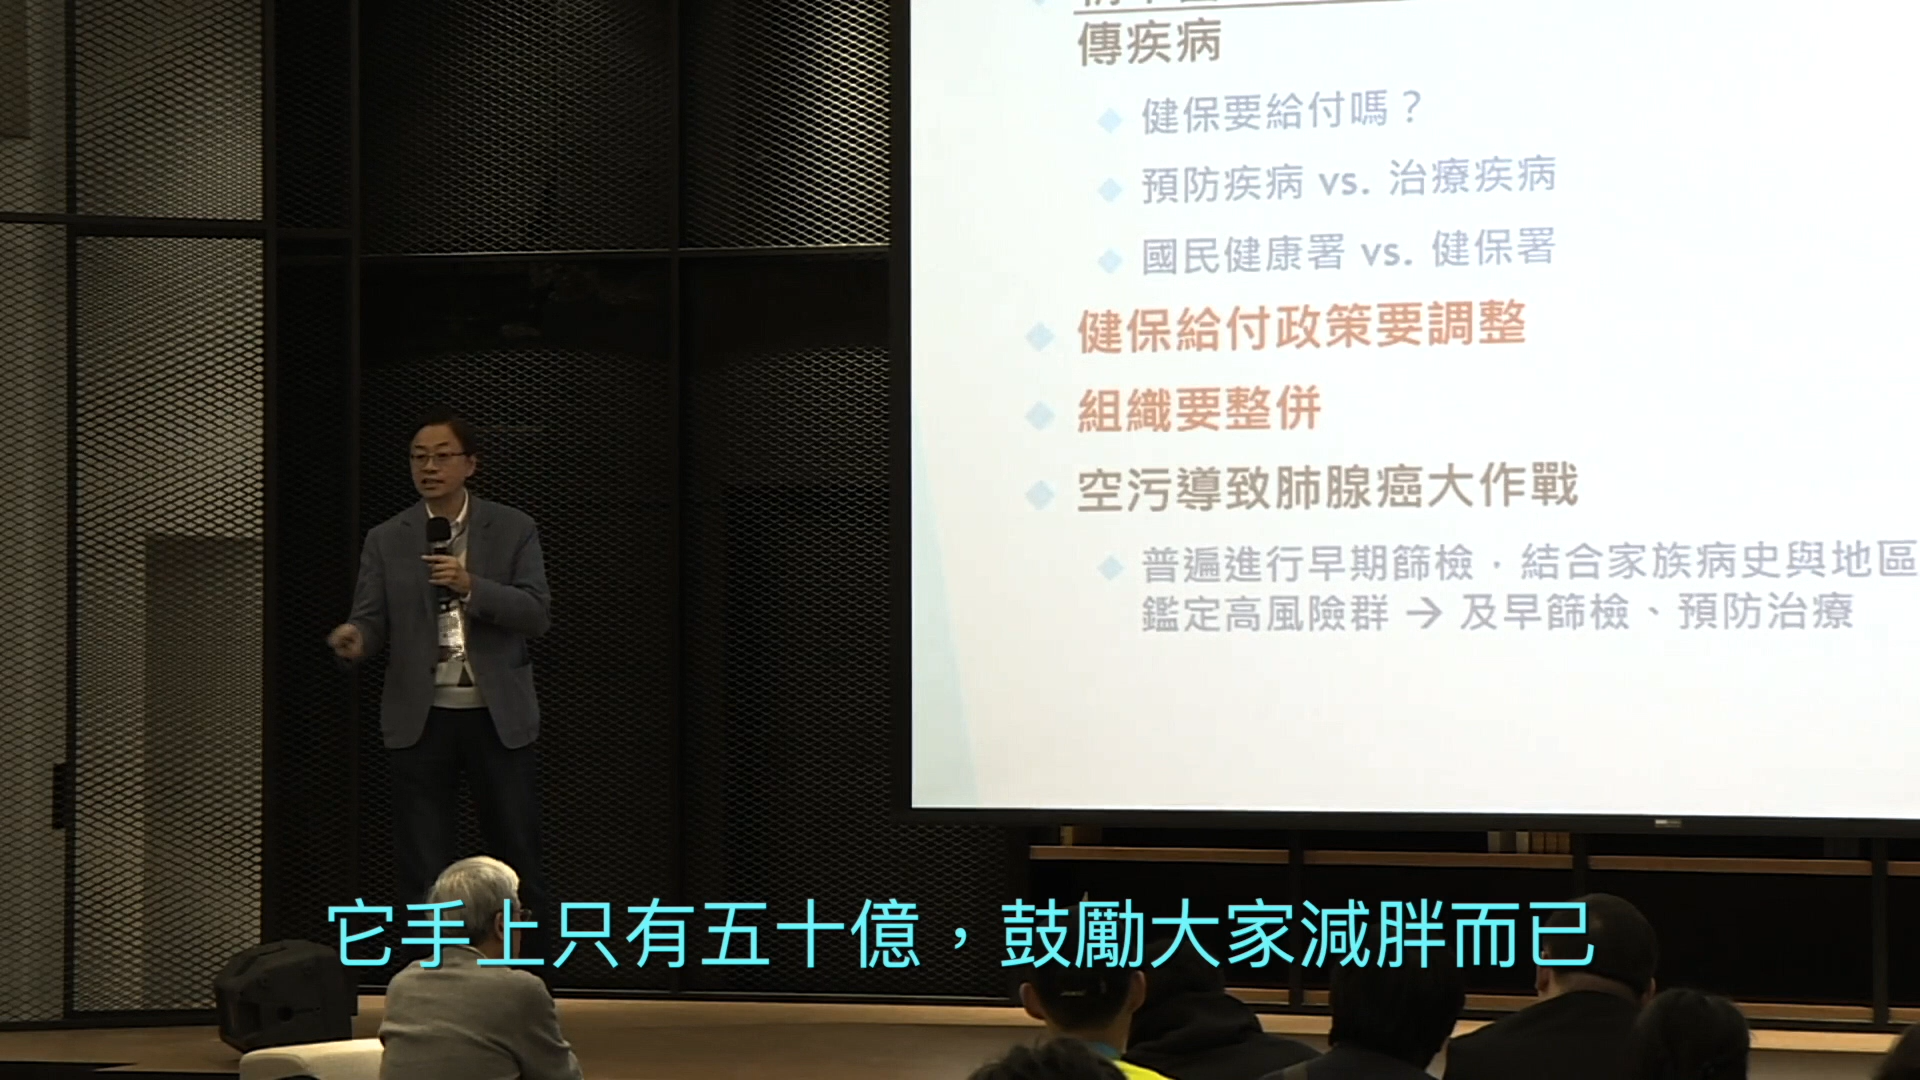 傳疾病
健保要給付嗎？
預防疾病 vs. 治療疾病
國民健康署 vs. 健保署
健保給付政策要調整
組織要整併
空污導致肺腺癌大作戰
普遍進行早期篩檢，結合家族病史與地區
鑑定高風險群 → 及早篩檢、預防治療
它手上只有五十億，鼓勵大家減胖而已